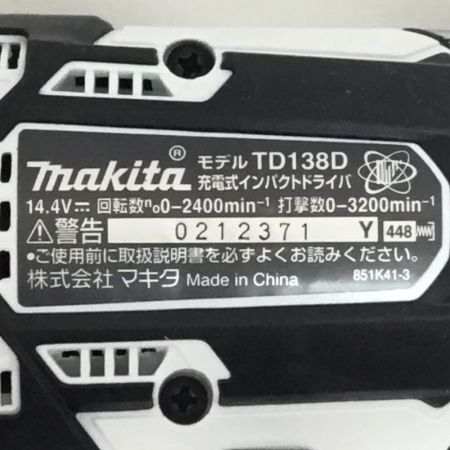 makita® モデル TD138D
充電式インパクトドライバ
14.4V⎓ 回転数n₀0-2400min⁻¹ 打撃数0-3200min⁻¹
⚠警告 0212371 Y 448
●ご使用前に取扱説明書を必ずよくお読みください。
株式会社 マキタ Made in China 851K41-3